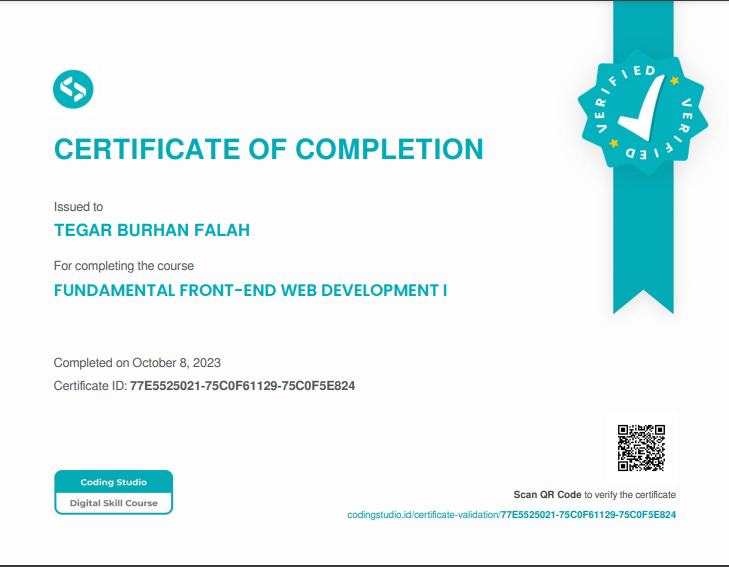 VERIFIED VERIFIED VERIFIED
CERTIFICATE OF COMPLETION
Issued to
TEGAR BURHAN FALAH
For completing the course
FUNDAMENTAL FRONT-END WEB DEVELOPMENT I
Completed on October 8, 2023
Certificate ID: 77E5525021-75C0F61129-75C0F5E824
Coding Studio
Digital Skill Course
Scan QR Code to verify the certificate
codingstudio.id/certificate-validation/77E5525021-75C0F61129-75C0F5E824